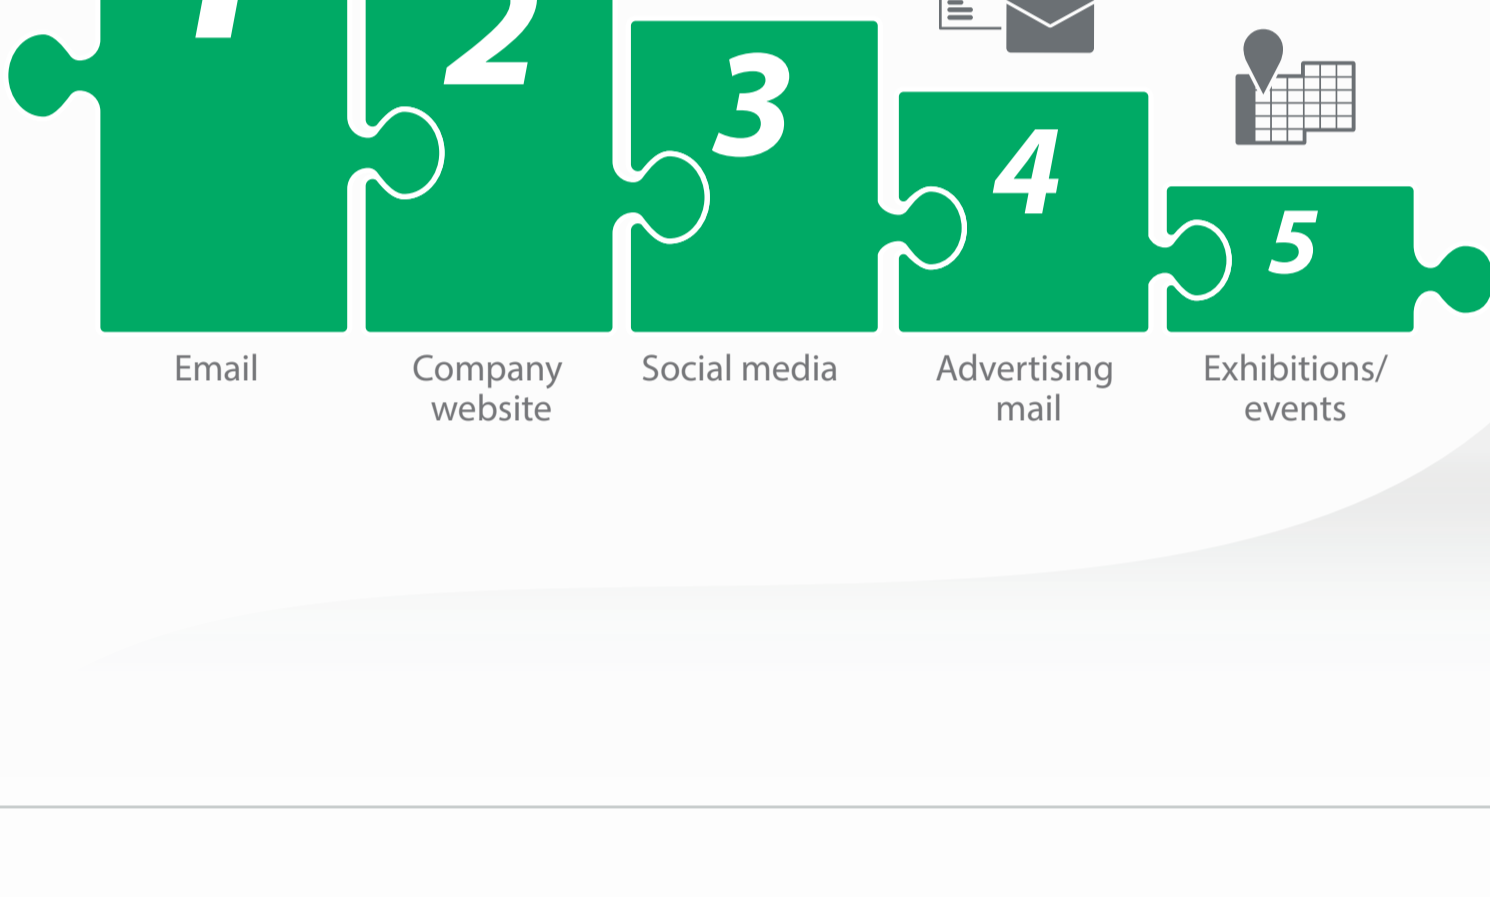 1
2
3
4
5
Email
Company
website
Social media
Advertising
mail
Exhibitions/
events